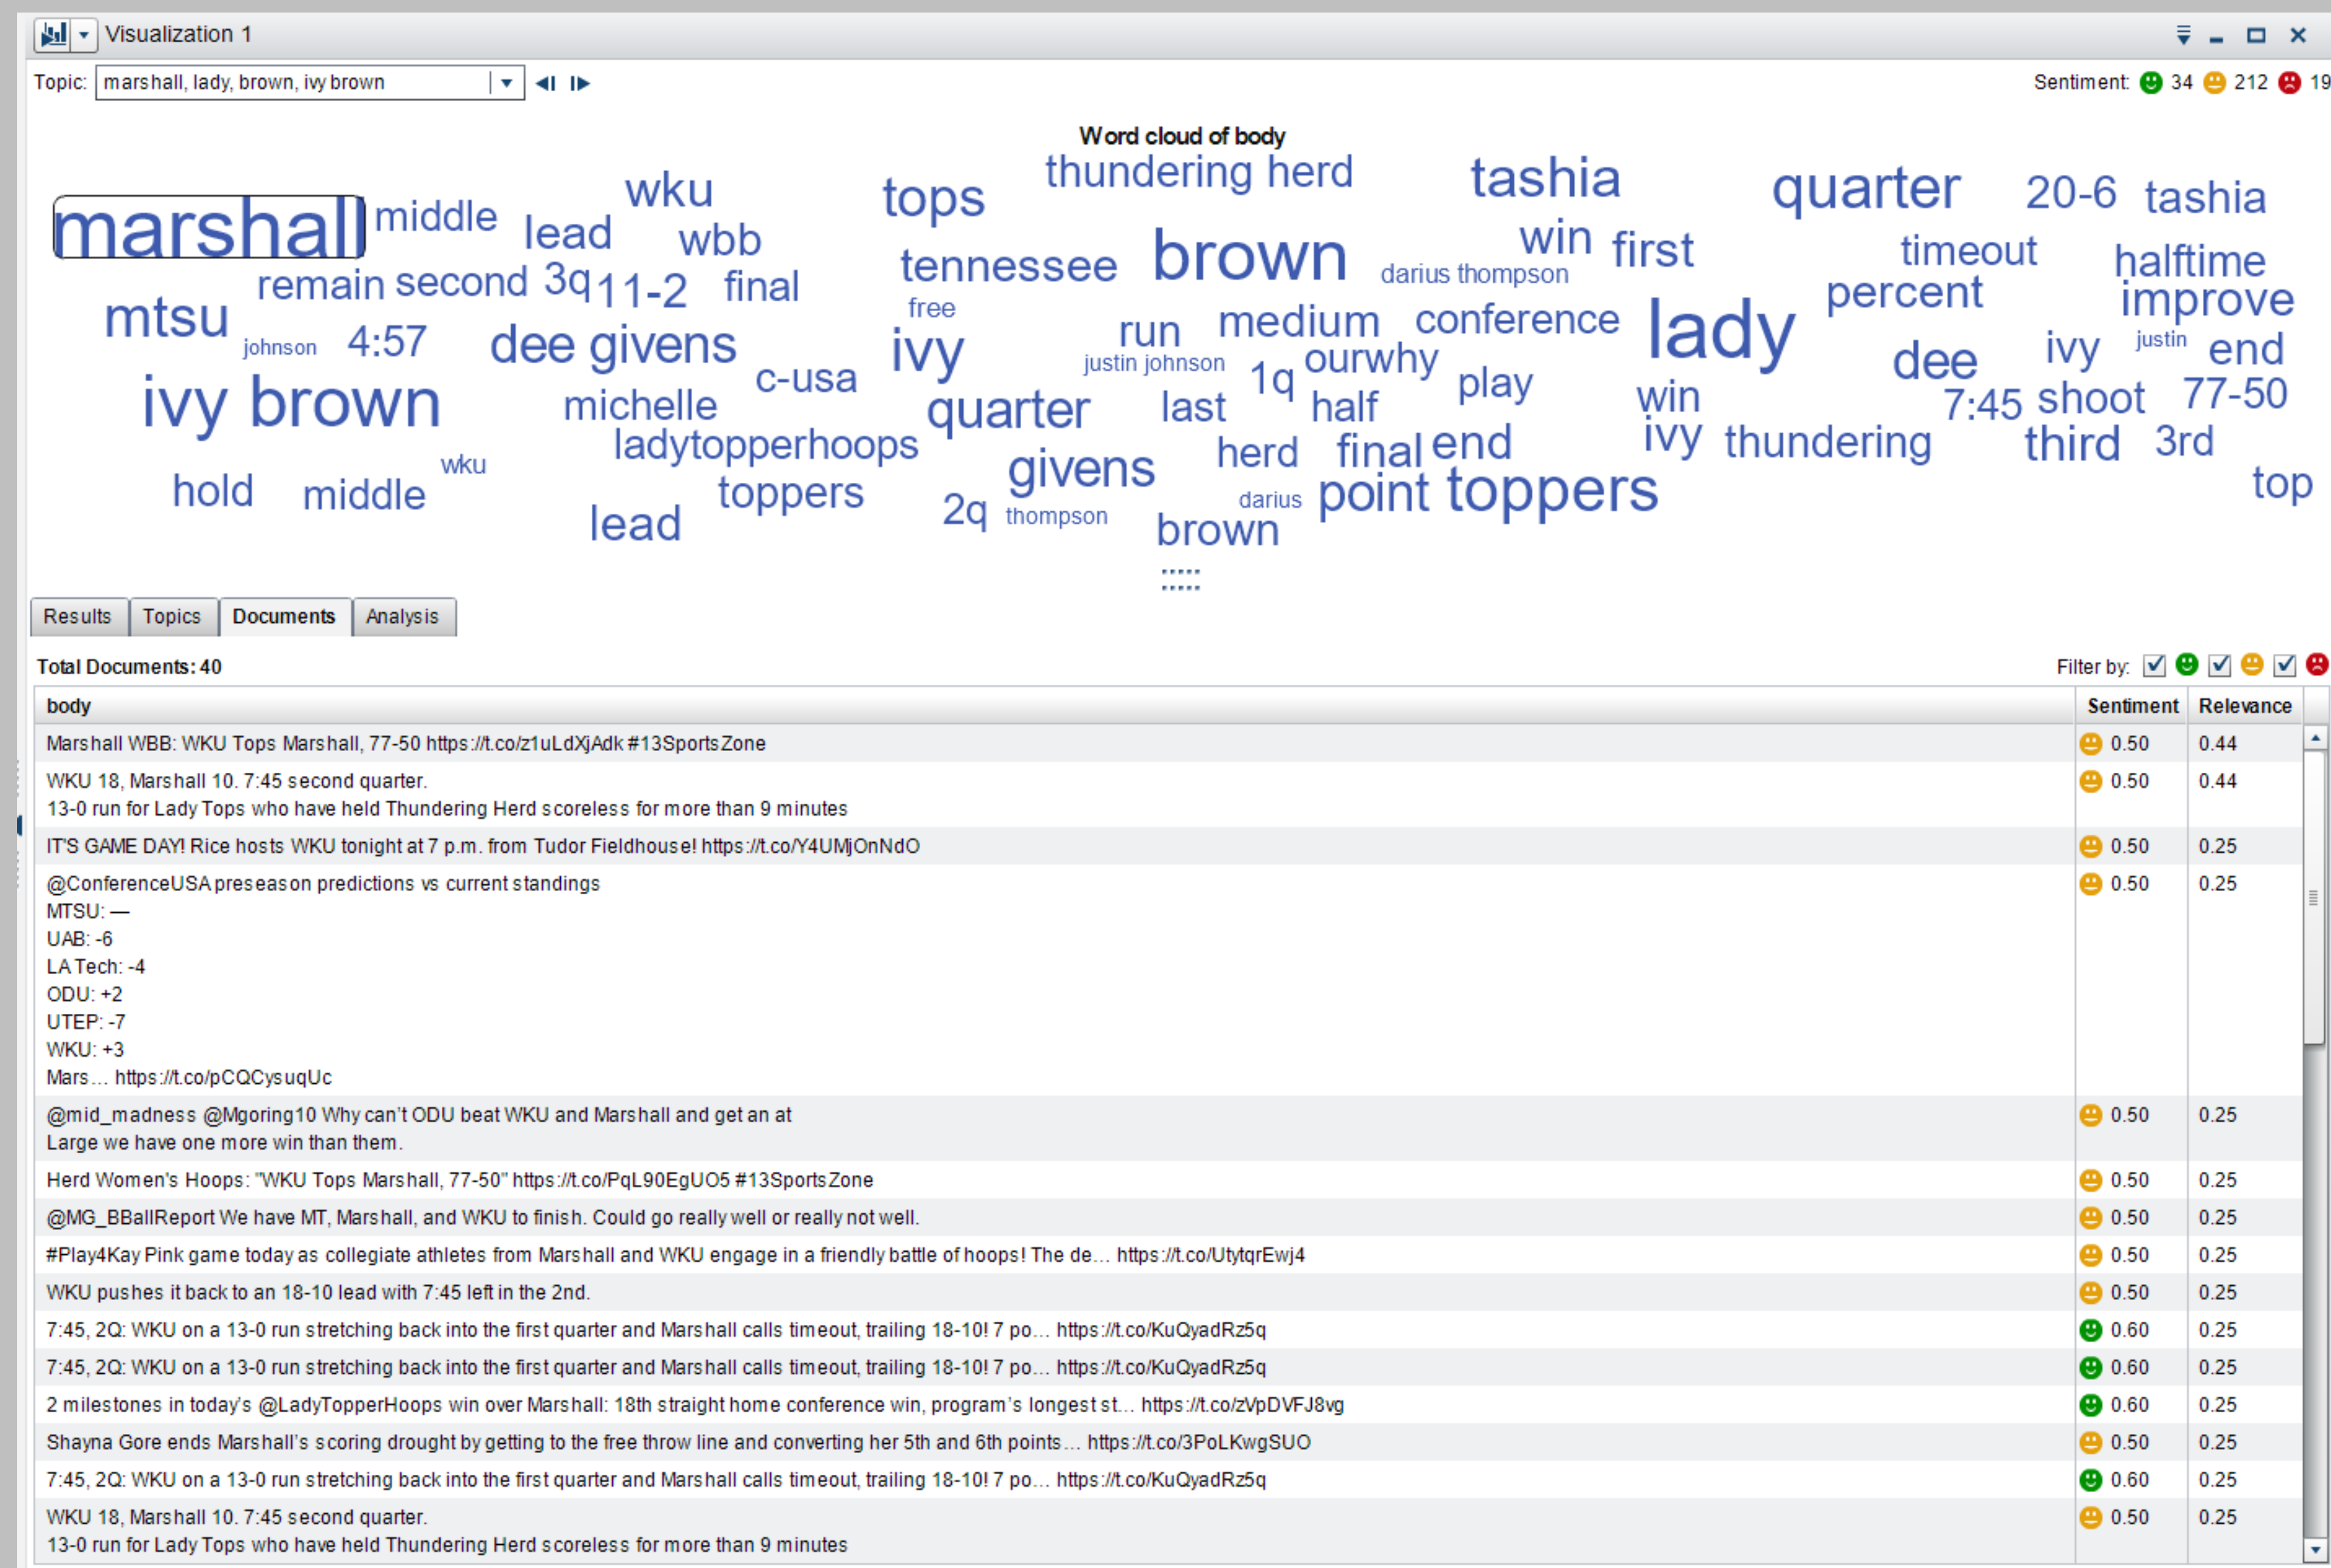 Visualization 1
Topic: marshall, lady, brown, ivy brown
Sentiment: 34 212 19
Word cloud of body
marshall middle lead wku wbb tops thundering herd tashia quarter 20-6 tashia
remain second 3q 11-2 final tennessee brown darius thompson win first timeout halftime
mtsu johnson 4:57 dee givens free ivy run medium conference lady percent improve
justin johnson 1q ourwhy dee ivy justin end
ivy brown michelle c-usa quarter last half play win 7:45 shoot 77-50
ladytopperhoops herd final end ivy thundering third 3rd
hold middle wku toppers givens darius point toppers top
lead 2q thompson brown
Results Topics Documents Analysis
Total Documents: 40
Filter by:
body Sentiment Relevance
Marshall WBB: WKU Tops Marshall, 77-50 https://t.co/z1uLdXjAdk #13SportsZone 0.50 0.44
WKU 18, Marshall 10. 7:45 second quarter. 0.50 0.44
13-0 run for Lady Tops who have held Thundering Herd scoreless for more than 9 minutes
IT'S GAME DAY! Rice hosts WKU tonight at 7 p.m. from Tudor Fieldhouse! https://t.co/Y4UMjOnNdO 0.50 0.25
@ConferenceUSA preseason predictions vs current standings 0.50 0.25
MTSU: —
UAB: -6
LA Tech: -4
ODU: +2
UTEP: -7
WKU: +3
Mars… https://t.co/pCQCysuqUc
@mid_madness @Mgoring10 Why can't ODU beat WKU and Marshall and get an at 0.50 0.25
Large we have one more win than them.
Herd Women's Hoops: "WKU Tops Marshall, 77-50" https://t.co/PqL90EgUO5 #13SportsZone 0.50 0.25
@MG_BBallReport We have MT, Marshall, and WKU to finish. Could go really well or really not well. 0.50 0.25
#Play4Kay Pink game today as collegiate athletes from Marshall and WKU engage in a friendly battle of hoops! The de… https://t.co/UtytqrEwj4 0.50 0.25
WKU pushes it back to an 18-10 lead with 7:45 left in the 2nd. 0.50 0.25
7:45, 2Q: WKU on a 13-0 run stretching back into the first quarter and Marshall calls timeout, trailing 18-10! 7 po… https://t.co/KuQyadRz5q 0.60 0.25
7:45, 2Q: WKU on a 13-0 run stretching back into the first quarter and Marshall calls timeout, trailing 18-10! 7 po… https://t.co/KuQyadRz5q 0.60 0.25
2 milestones in today's @LadyTopperHoops win over Marshall: 18th straight home conference win, program's longest st… https://t.co/zVpDVFJ8vg 0.60 0.25
Shayna Gore ends Marshall's scoring drought by getting to the free throw line and converting her 5th and 6th points… https://t.co/3PoLKwgSUO 0.50 0.25
7:45, 2Q: WKU on a 13-0 run stretching back into the first quarter and Marshall calls timeout, trailing 18-10! 7 po… https://t.co/KuQyadRz5q 0.60 0.25
WKU 18, Marshall 10. 7:45 second quarter. 0.50 0.25
13-0 run for Lady Tops who have held Thundering Herd scoreless for more than 9 minutes